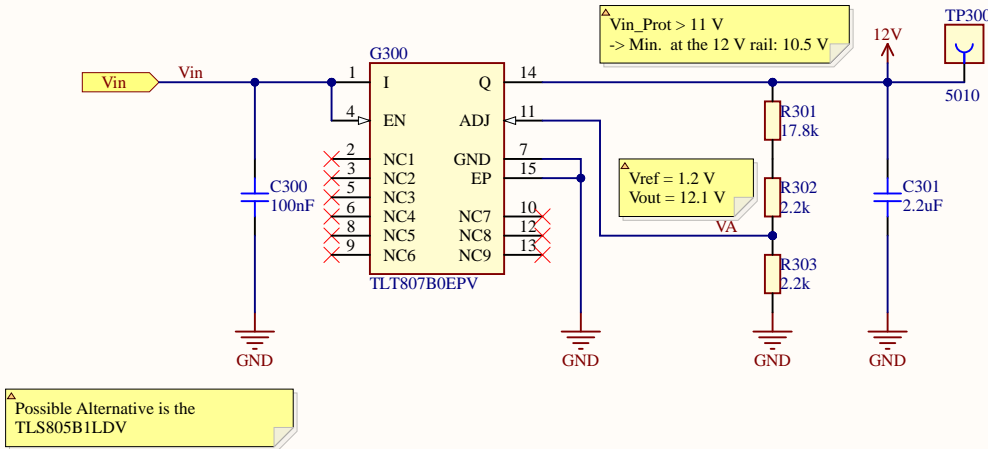 Vin_Prot > 11 V
-> Min.  at the 12 V rail: 10.5 V
TP300
12V
5010
G300
Vin
Vin
1
I
Q
14
4
EN
ADJ
11
2
NC1
GND
7
3
NC2
EP
15
5
NC3
6
NC4
NC7
10
8
NC5
NC8
12
9
NC6
NC9
13
TLT807B0EPV
C300
100nF
R301
17.8k
Vref = 1.2 V
Vout = 12.1 V
R302
2.2k
VA
R303
2.2k
C301
2.2uF
GND
GND
GND
GND
Possible Alternative is the
TLS805B1LDV